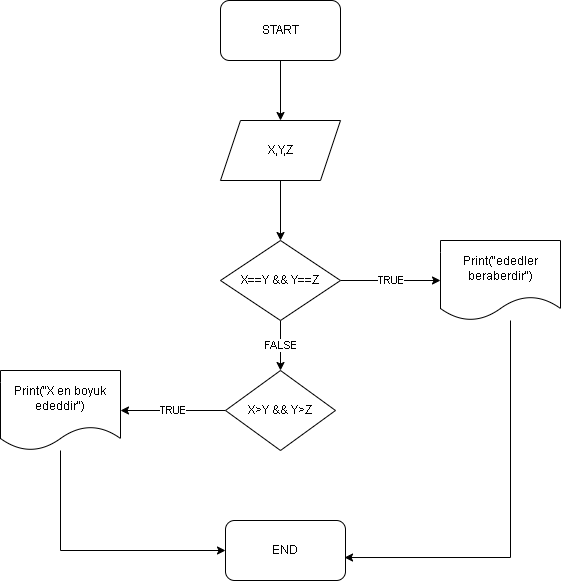 START
X,Y,Z
X==Y && Y==Z
TRUE
Print("ededler
beraberdir")
FALSE
Print("X en boyuk
ededdir")
TRUE
X>Y && Y>Z
END